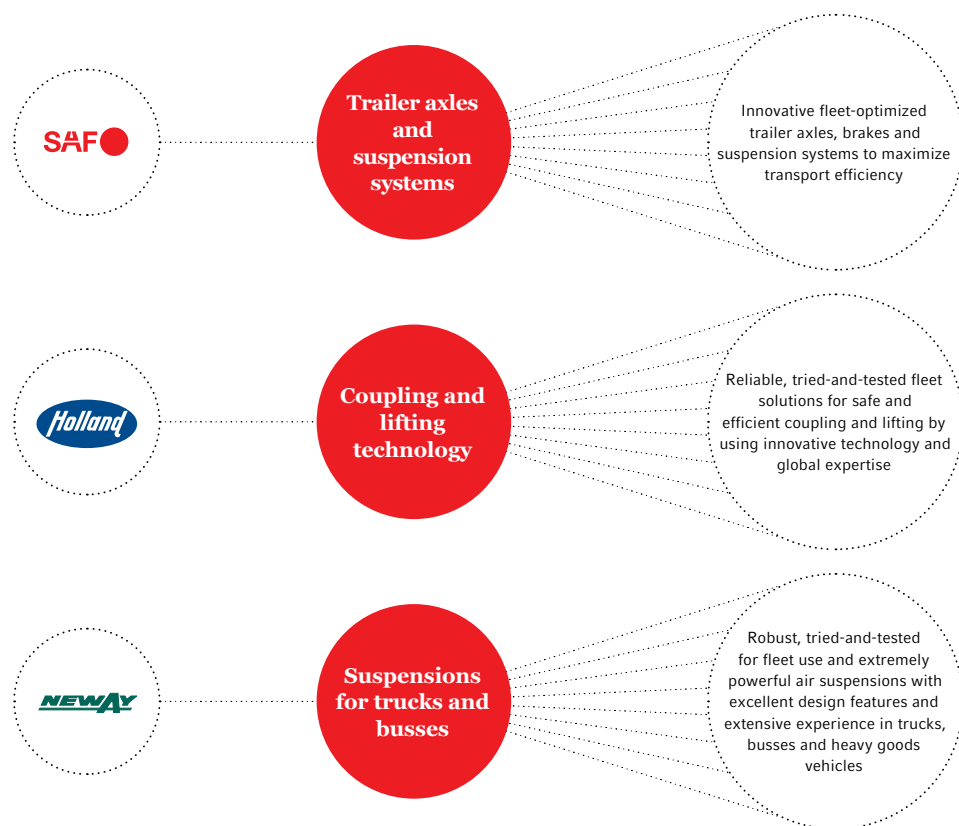 SAF
Trailer axles
and
suspension
systems
Innovative fleet-optimized
trailer axles, brakes and
suspension systems to maximize
transport efficiency
Holland
Coupling and
lifting
technology
Reliable, tried-and-tested fleet
solutions for safe and
efficient coupling and lifting by
using innovative technology and
global expertise
NEWAY
Suspensions
for trucks and
busses
Robust, tried-and-tested
for fleet use and extremely
powerful air suspensions with
excellent design features and
extensive experience in trucks,
busses and heavy goods
vehicles